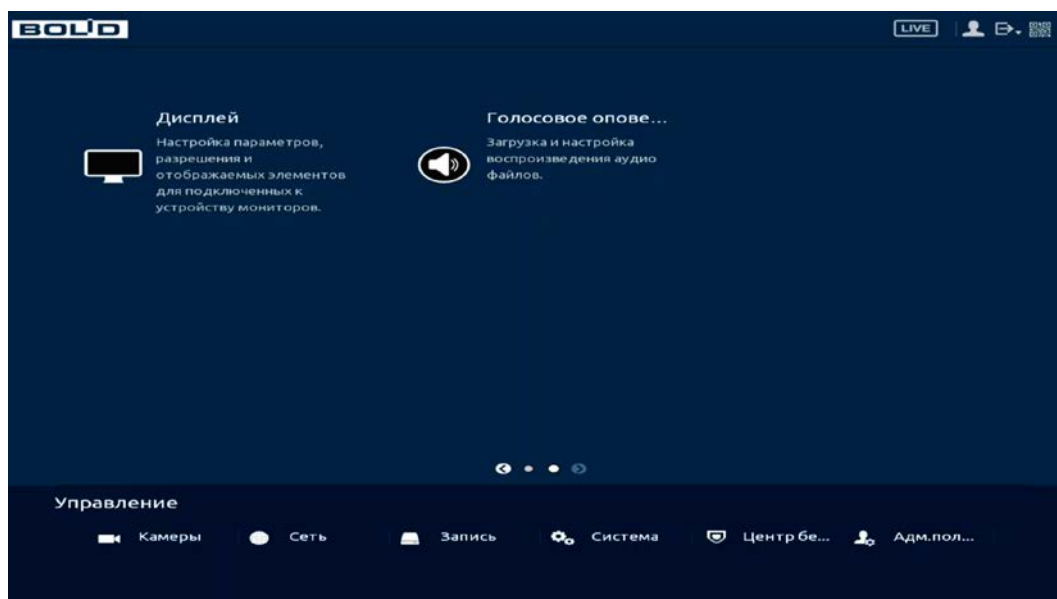 BOLID
LIVE
Дисплей
Настройка параметров,
разрешения и
отображаемых элементов
для подключенных к
устройству мониторов.
Голосовое опове...
Загрузка и настройка
воспроизведения аудио
файлов.
Управление
Камеры
Сеть
Запись
Система
Центр бе...
Адм.пол...